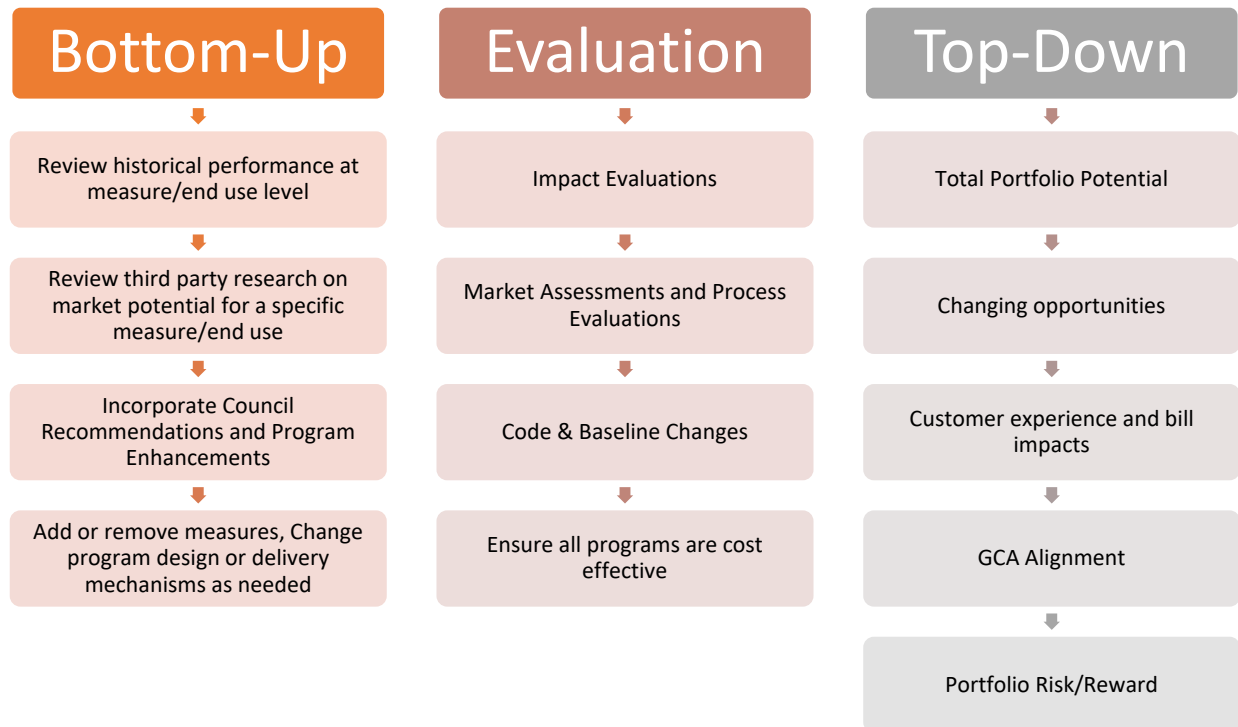 Bottom-Up
Review historical performance at
measure/end use level
Review third party research on
market potential for a specific
measure/end use
Incorporate Council
Recommendations and Program
Enhancements
Add or remove measures, Change
program design or delivery
mechanisms as needed
Evaluation
Impact Evaluations
Market Assessments and Process
Evaluations
Code & Baseline Changes
Ensure all programs are cost
effective
Top-Down
Total Portfolio Potential
Changing opportunities
Customer experience and bill
impacts
GCA Alignment
Portfolio Risk/Reward